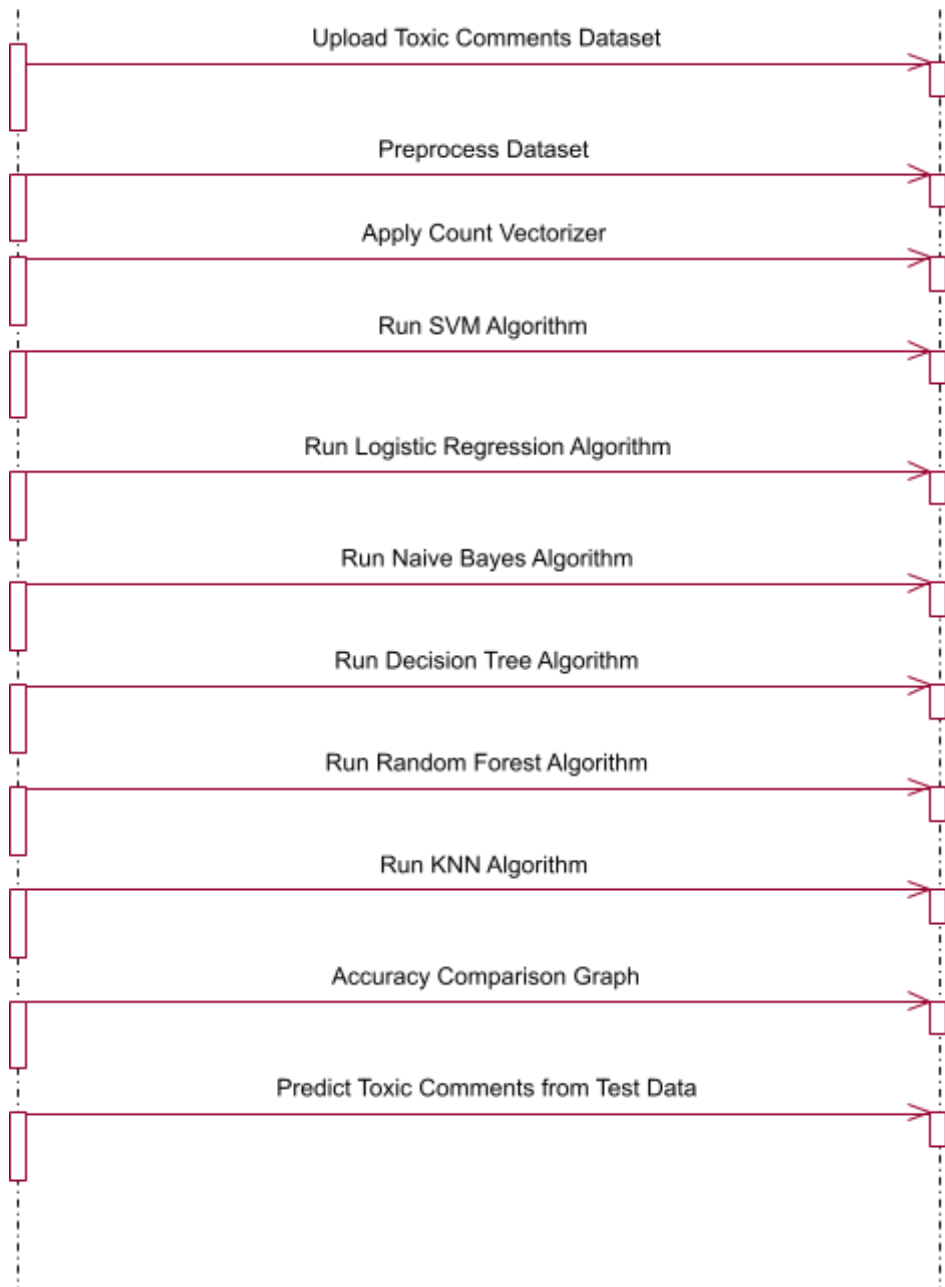 Upload Toxic Comments Dataset
Preprocess Dataset
Apply Count Vectorizer
Run SVM Algorithm
Run Logistic Regression Algorithm
Run Naive Bayes Algorithm
Run Decision Tree Algorithm
Run Random Forest Algorithm
Run KNN Algorithm
Accuracy Comparison Graph
Predict Toxic Comments from Test Data